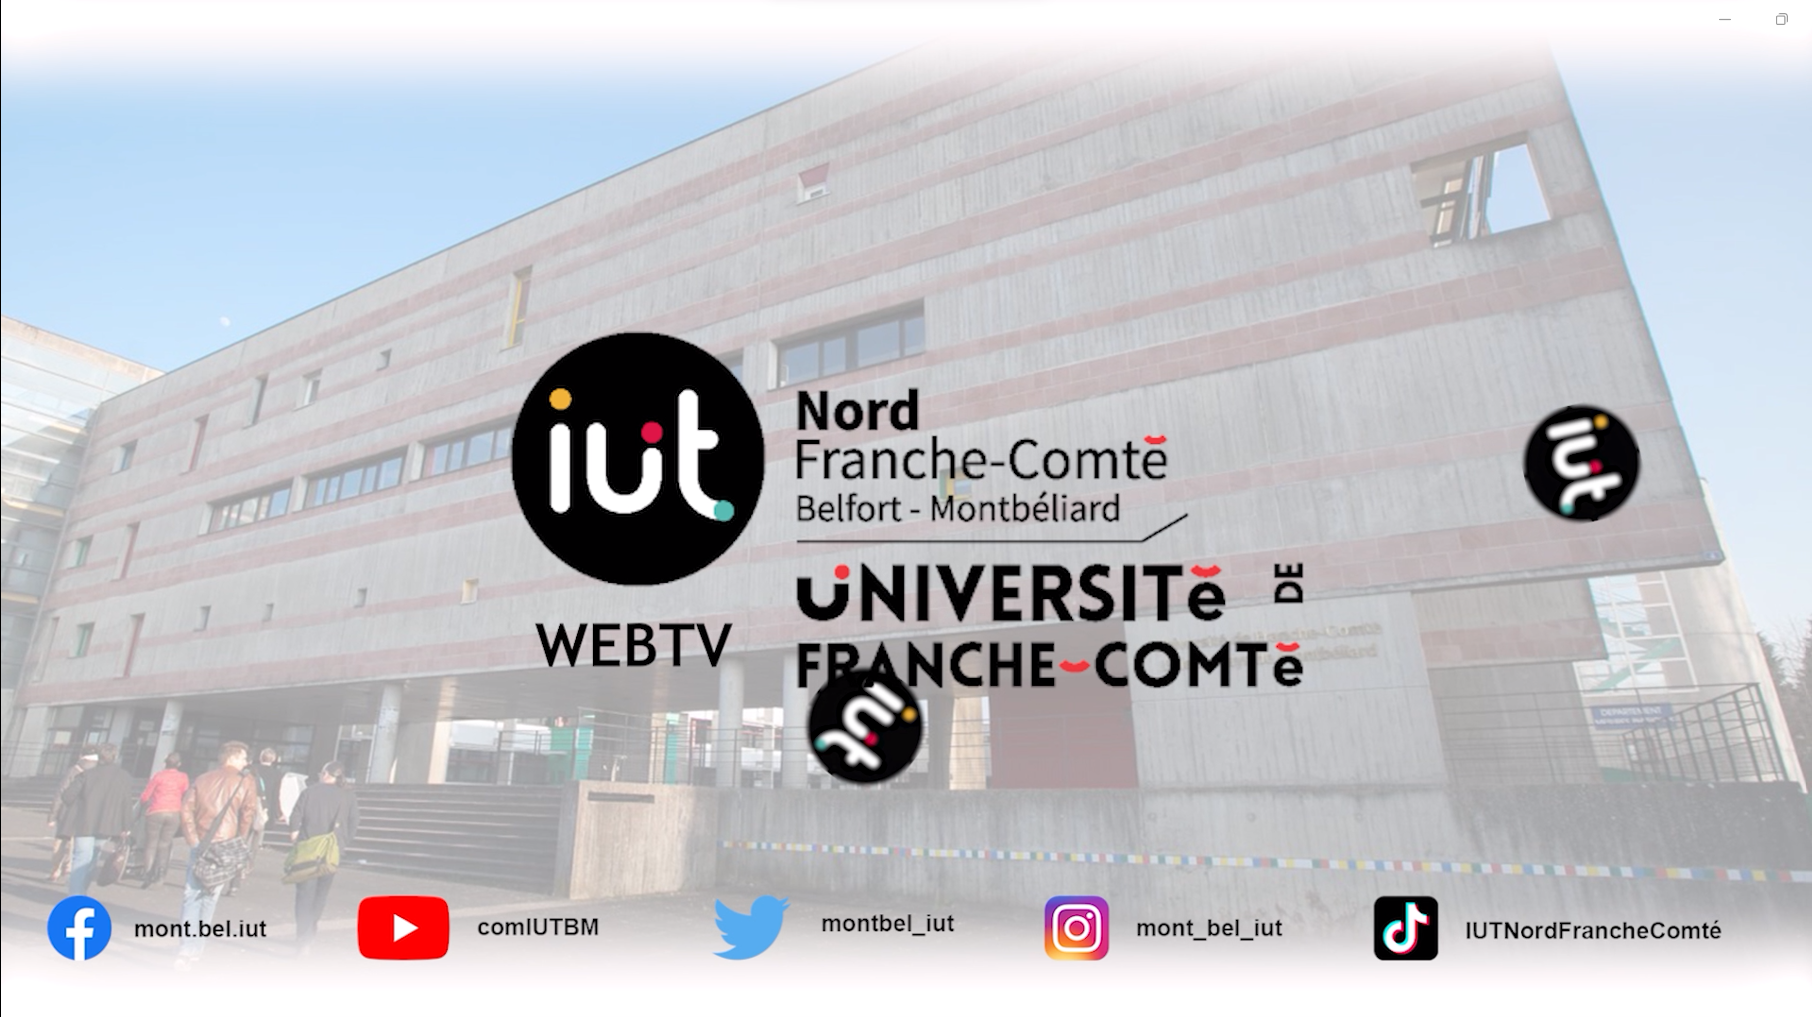 iut
Nord
Franche-Comté
Belfort - Montbéliard
UNIVERSITé DE
FRANCHE-COMTé
WEBTV
iut
iut
DEPARTEMENT
mont.bel.iut
comIUTBM
montbel_iut
mont_bel_iut
IUTNordFrancheComté